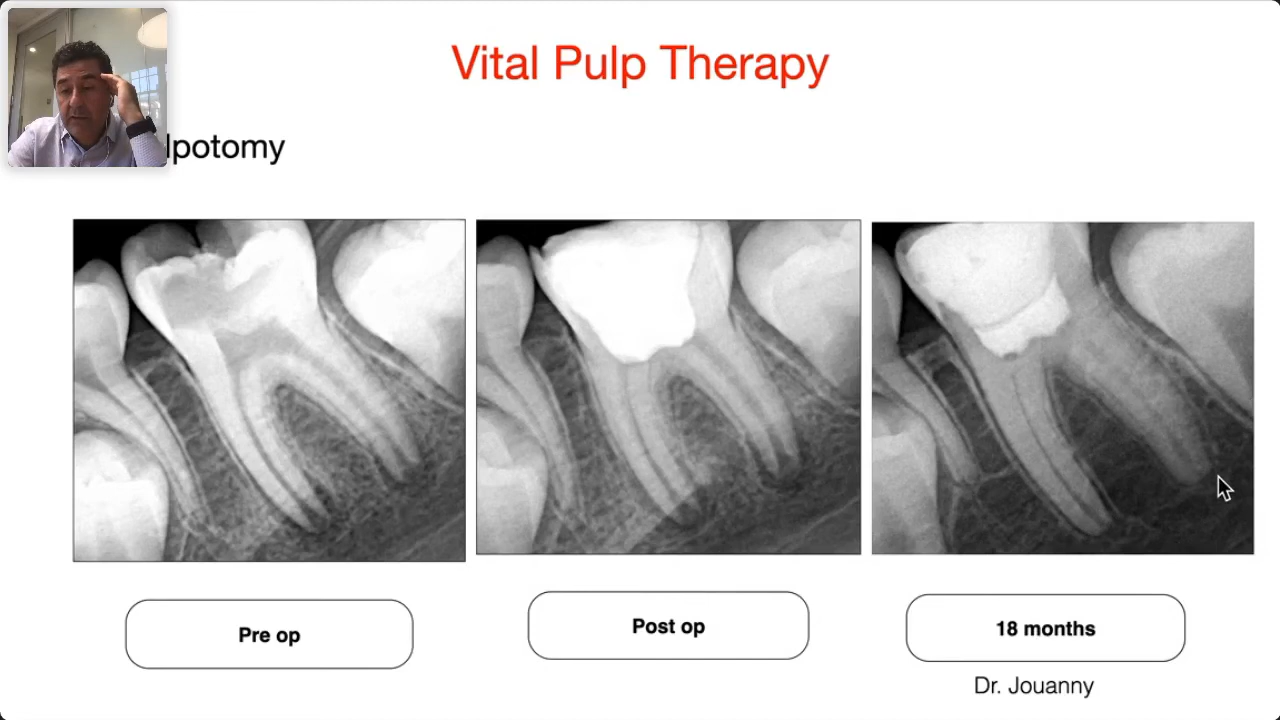 Vital Pulp Therapy
lpotomy
Pre op
Post op
18 months
Dr. Jouanny